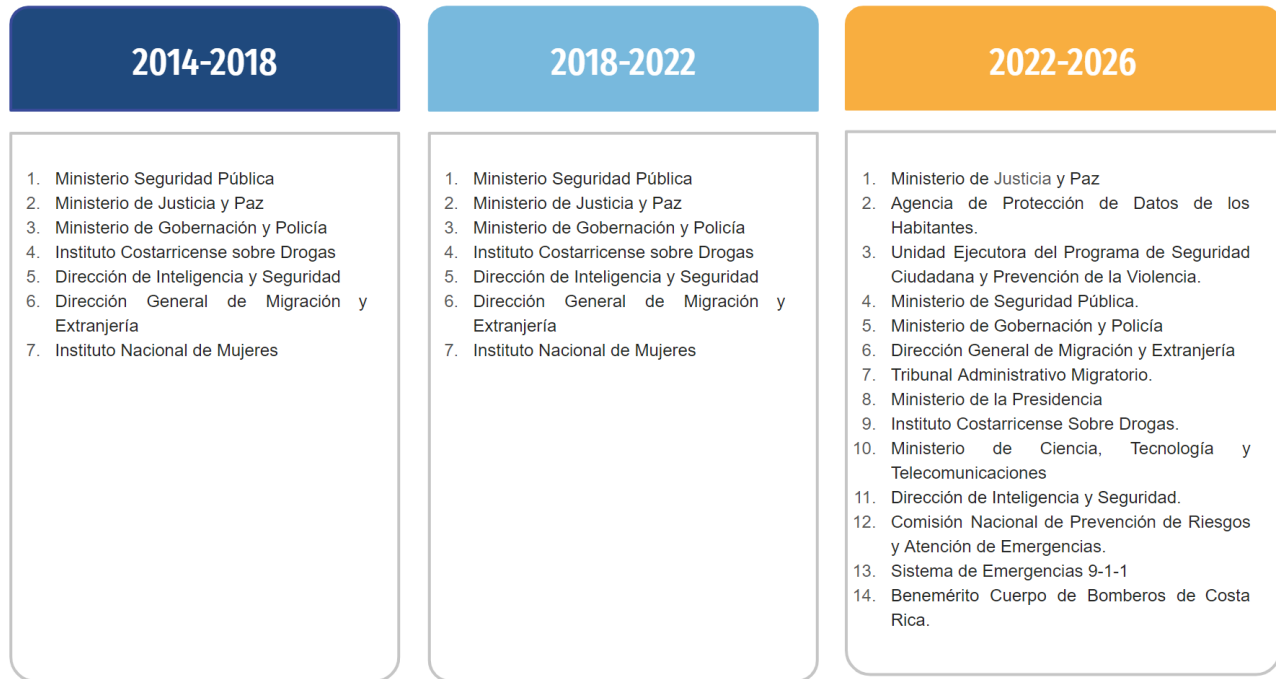 2014-2018
1. Ministerio Seguridad Pública
2. Ministerio de Justicia y Paz
3. Ministerio de Gobernación y Policía
4. Instituto Costarricense sobre Drogas
5. Dirección de Inteligencia y Seguridad
6. Dirección General de Migración y
Extranjería
7. Instituto Nacional de Mujeres
2018-2022
1. Ministerio Seguridad Pública
2. Ministerio de Justicia y Paz
3. Ministerio de Gobernación y Policía
4. Instituto Costarricense sobre Drogas
5. Dirección de Inteligencia y Seguridad
6. Dirección General de Migración y
Extranjería
7. Instituto Nacional de Mujeres
2022-2026
1. Ministerio de Justicia y Paz
2. Agencia de Protección de Datos de los
Habitantes.
3. Unidad Ejecutora del Programa de Seguridad
Ciudadana y Prevención de la Violencia.
4. Ministerio de Seguridad Pública.
5. Ministerio de Gobernación y Policía
6. Dirección General de Migración y Extranjería
7. Tribunal Administrativo Migratorio.
8. Ministerio de la Presidencia
9. Instituto Costarricense Sobre Drogas.
10. Ministerio de Ciencia, Tecnología y
Telecomunicaciones
11. Dirección de Inteligencia y Seguridad.
12. Comisión Nacional de Prevención de Riesgos
y Atención de Emergencias.
13. Sistema de Emergencias 9-1-1
14. Benemérito Cuerpo de Bomberos de Costa
Rica.